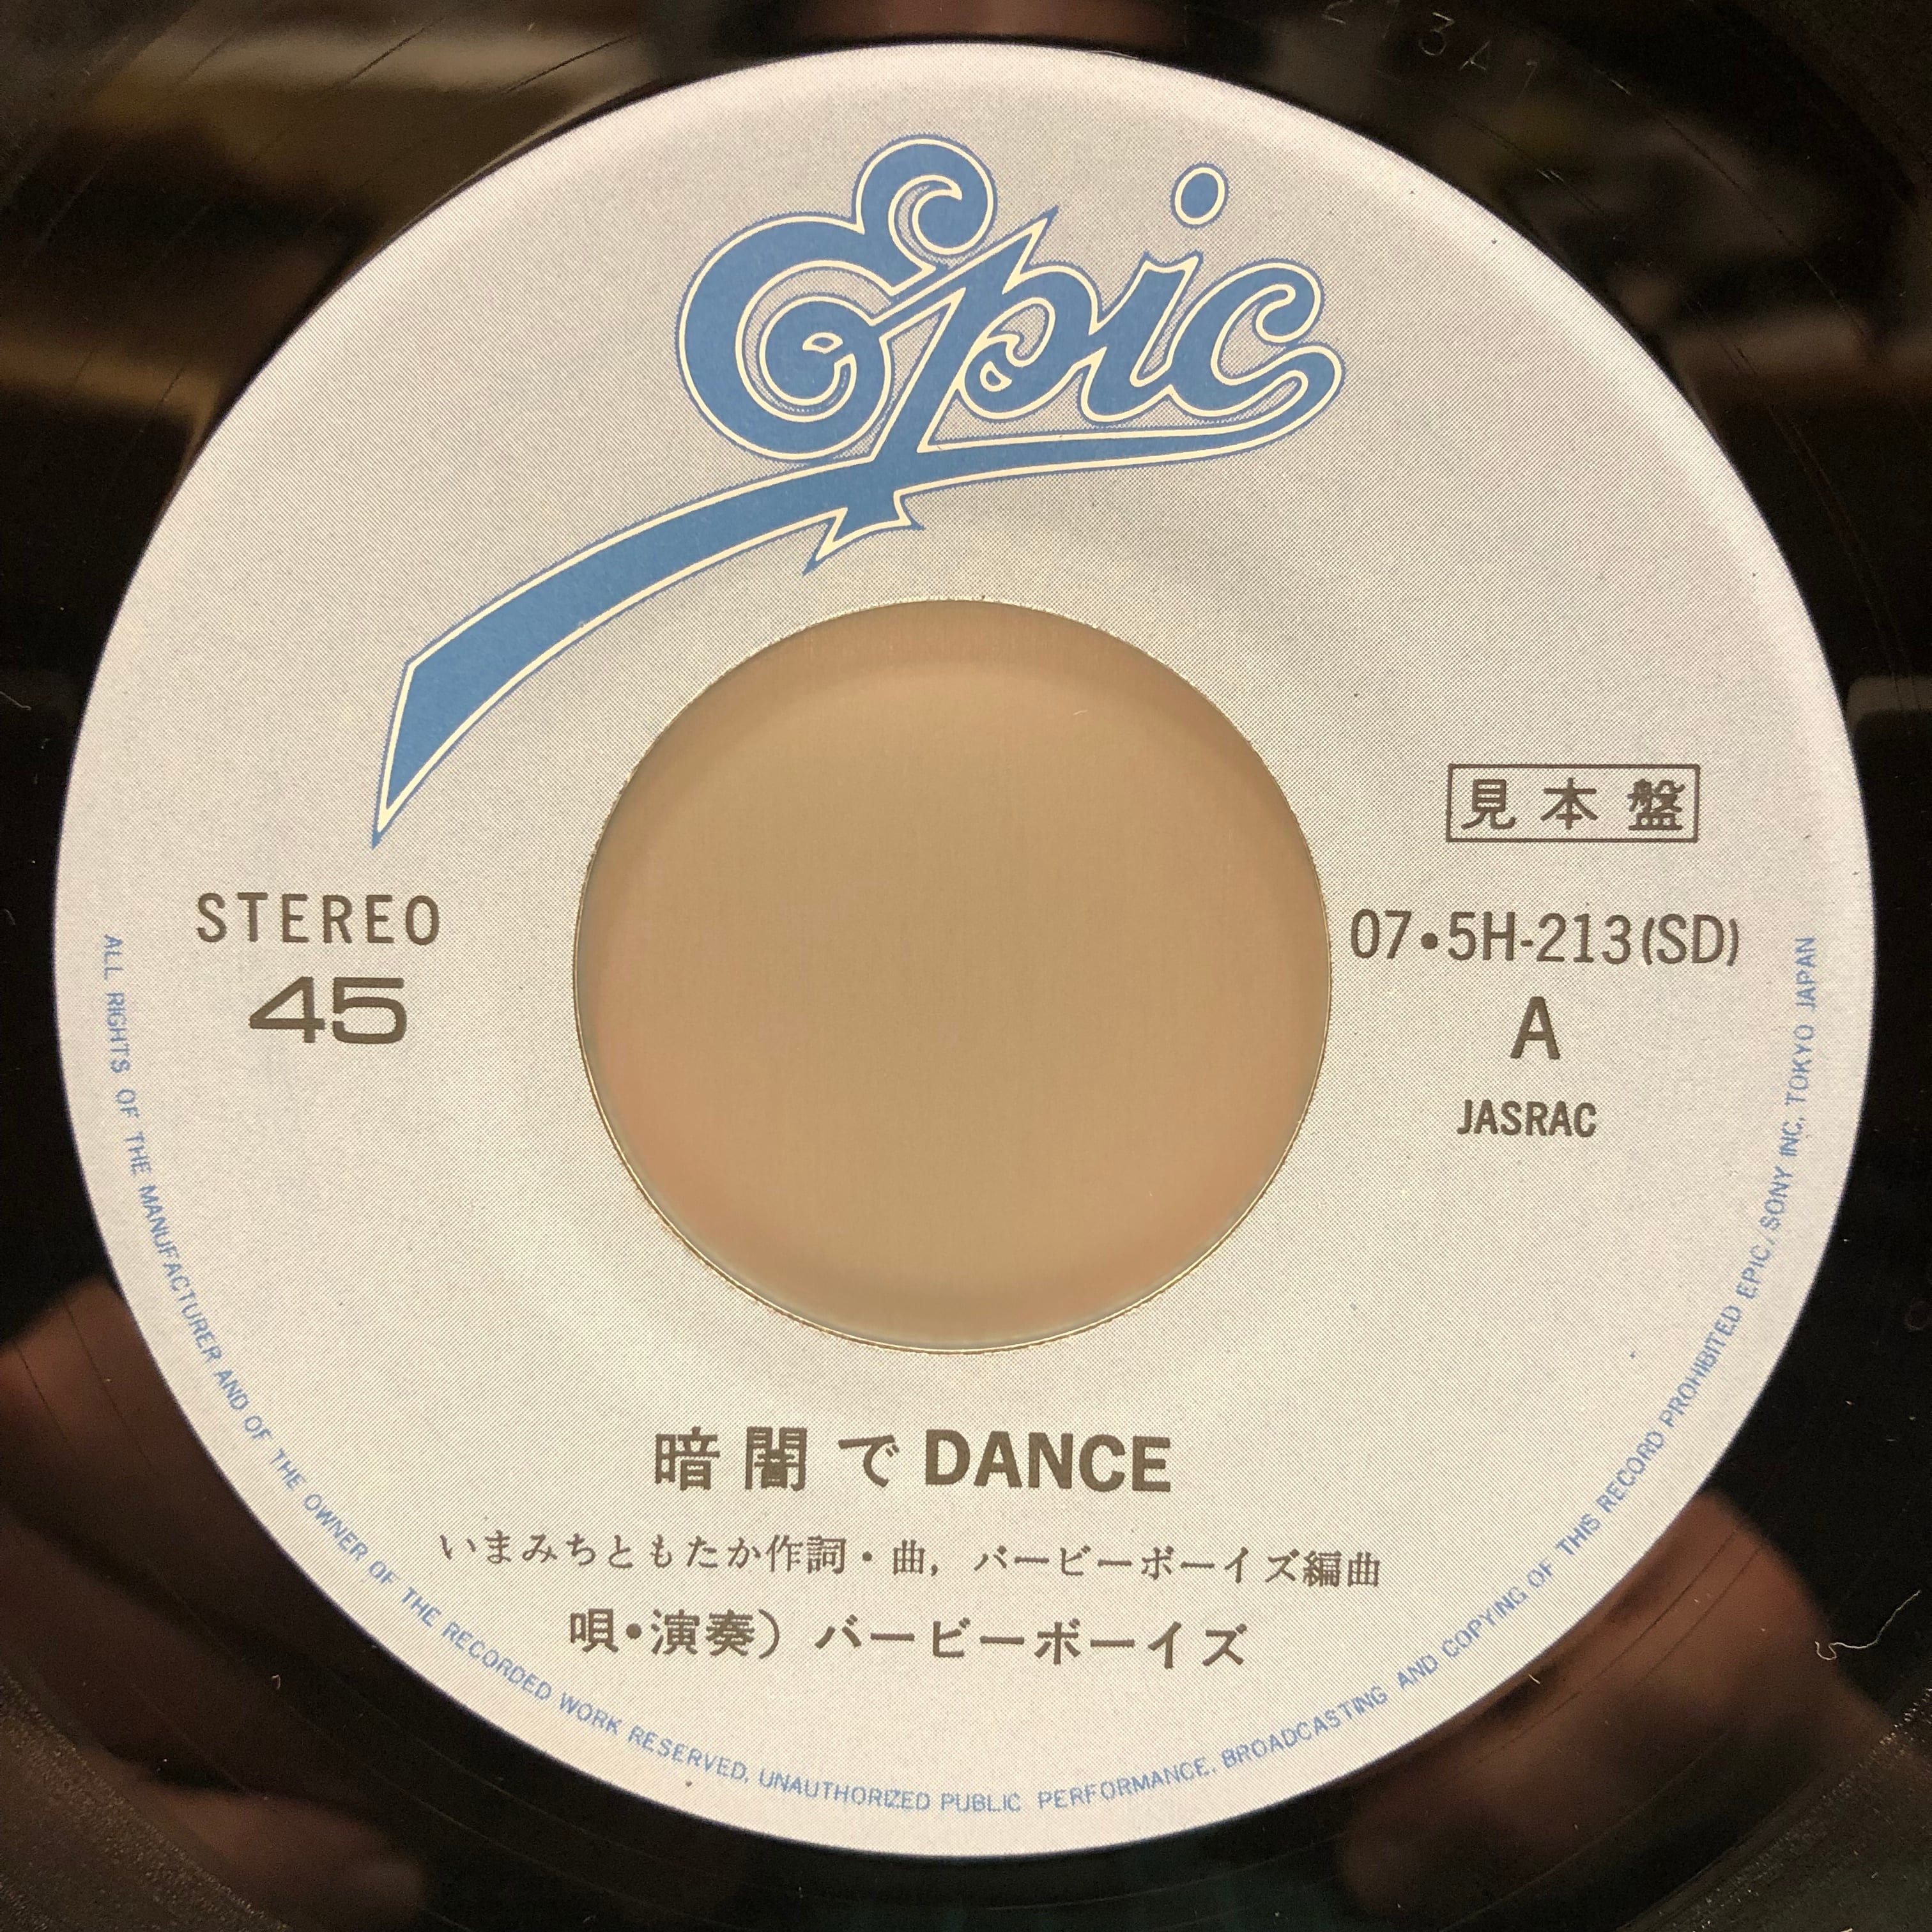 213A1
Epic
見本盤
STEREO
45
07・5H-213(SD)
A
JASRAC
暗闇でDANCE
いまみちともたか作詞・曲, バービーボーイズ編曲
唄・演奏）バービーボーイズ
ALL RIGHTS OF THE MANUFACTURER AND OF THE OWNER OF THE RECORDED WORK RESERVED, UNAUTHORIZED PUBLIC PERFORMANCE, BROADCASTING AND COPYING OF THIS RECORD PROHIBITED EPIC/SONY INC, TOKYO JAPAN